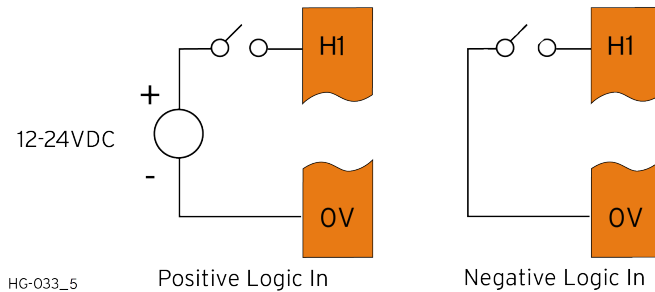 H1
H1
+
12-24VDC
-
0V
0V
Positive Logic In
Negative Logic In
HG-033_5